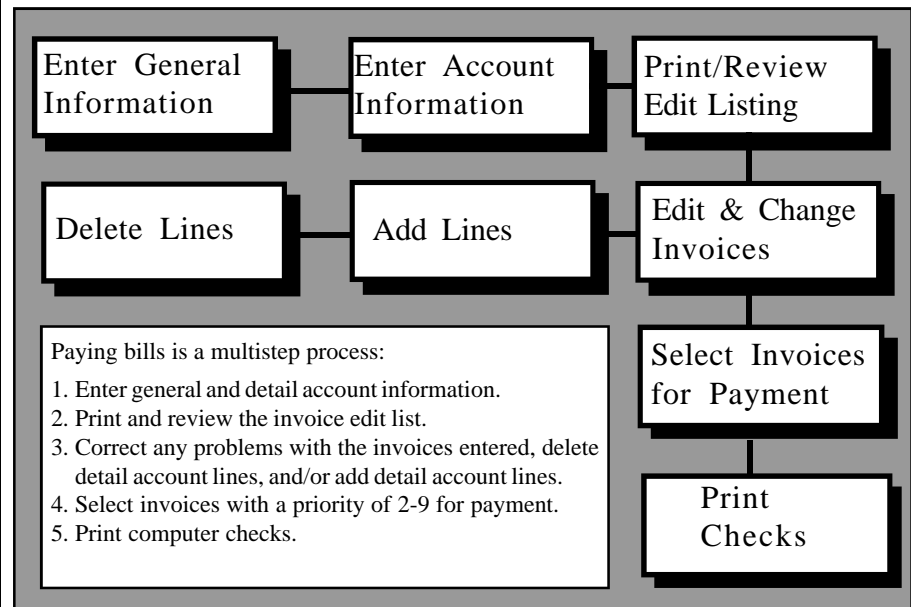 Enter General
Information
Enter Account
Information
Print/Review
Edit Listing
Delete Lines
Add Lines
Edit & Change
Invoices
Paying bills is a multistep process:
1. Enter general and detail account information.
2. Print and review the invoice edit list.
3. Correct any problems with the invoices entered, delete
detail account lines, and/or add detail account lines.
4. Select invoices with a priority of 2-9 for payment.
5. Print computer checks.
Select Invoices
for Payment
Print
Checks